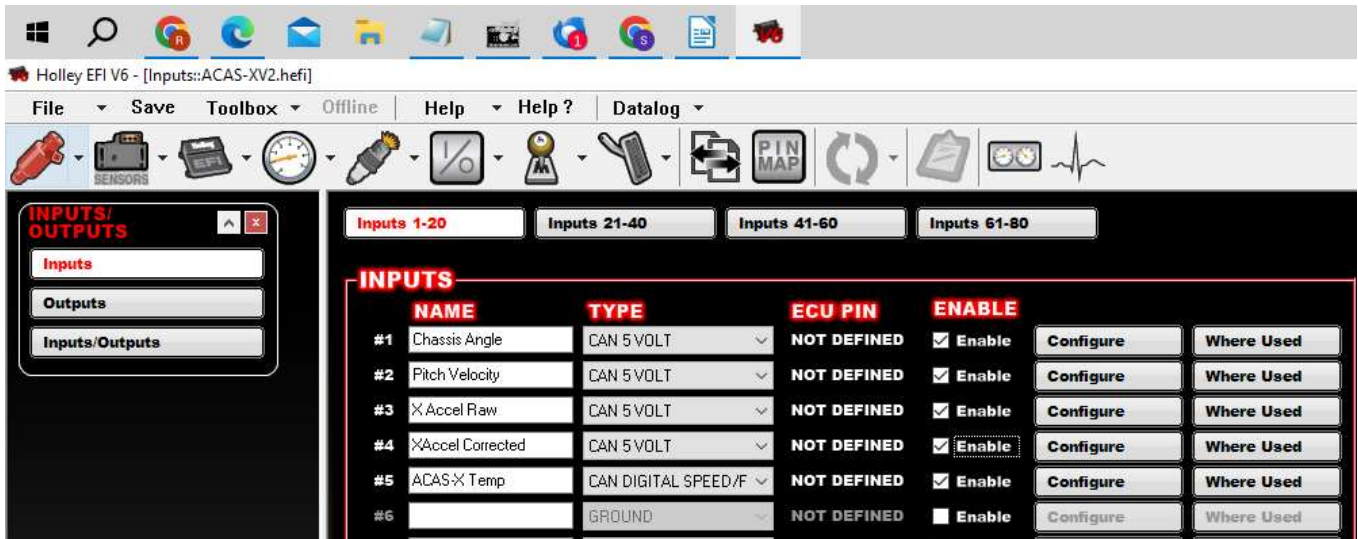 Holley EFI V6 - [Inputs::ACAS-XV2.hefi]
File Save Toolbox Offline Help Help ? Datalog
SENSORS EFI 1/0 PIN MAP
INPUTS/
OUTPUTS
Inputs
Outputs
Inputs/Outputs
Inputs 1-20 Inputs 21-40 Inputs 41-60 Inputs 61-80
INPUTS
NAME TYPE ECU PIN ENABLE
#1 Chassis Angle CAN 5 VOLT NOT DEFINED Enable Configure Where Used
#2 Pitch Velocity CAN 5 VOLT NOT DEFINED Enable Configure Where Used
#3 X Accel Raw CAN 5 VOLT NOT DEFINED Enable Configure Where Used
#4 XAccel Corrected CAN 5 VOLT NOT DEFINED Enable Configure Where Used
#5 ACAS-X Temp CAN DIGITAL SPEED/F NOT DEFINED Enable Configure Where Used
#6 GROUND NOT DEFINED Enable Configure Where Used